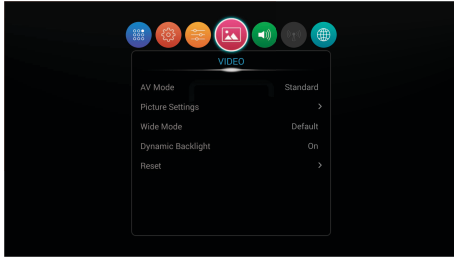 VIDEO
AV Mode Standard
Picture Settings >
Wide Mode Default
Dynamic Backlight On
Reset >